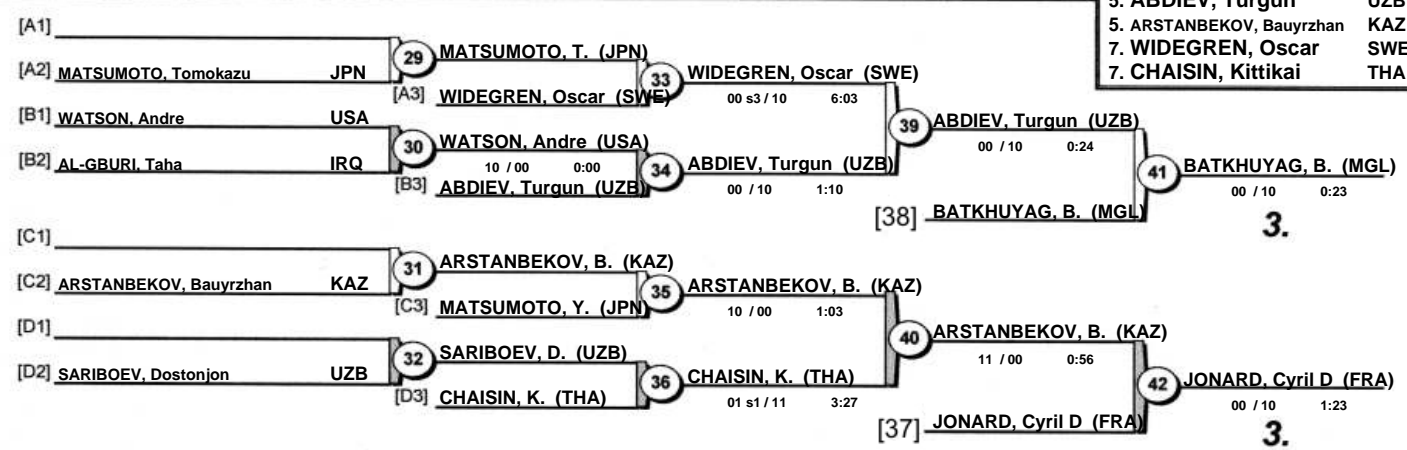 5. ABDIEV, Turgun UZB
5. ARSTANBEKOV, Bauyrzhan KAZ
7. WIDEGREN, Oscar SWE
7. CHAISIN, Kittikai THA
[A1]
29 MATSUMOTO, T. (JPN)
[A2] MATSUMOTO, Tomokazu JPN
33 WIDEGREN, Oscar (SWE)
[A3] WIDEGREN, Oscar (SWE)
00 s3 / 10 6:03
[B1] WATSON, Andre USA
39 ABDIEV, Turgun (UZB)
00 / 10 0:24
30 WATSON, Andre (USA)
10 / 00 0:00
[B2] AL-GBURI, Taha IRQ
34 ABDIEV, Turgun (UZB)
00 / 10 1:10
[B3] ABDIEV, Turgun (UZB)
41 BATKHUYAG, B. (MGL)
00 / 10 0:23
[38] BATKHUYAG, B. (MGL)
3.
[C1]
31 ARSTANBEKOV, B. (KAZ)
[C2] ARSTANBEKOV, Bauyrzhan KAZ
35 ARSTANBEKOV, B. (KAZ)
10 / 00 1:03
[C3] MATSUMOTO, Y. (JPN)
[D1]
40 ARSTANBEKOV, B. (KAZ)
11 / 00 0:56
32 SARIBOEV, D. (UZB)
[D2] SARIBOEV, Dostonjon UZB
36 CHAISIN, K. (THA)
01 s1 / 11 3:27
[D3] CHAISIN, K. (THA)
42 JONARD, Cyril D (FRA)
00 / 10 1:23
[37] JONARD, Cyril D (FRA)
3.